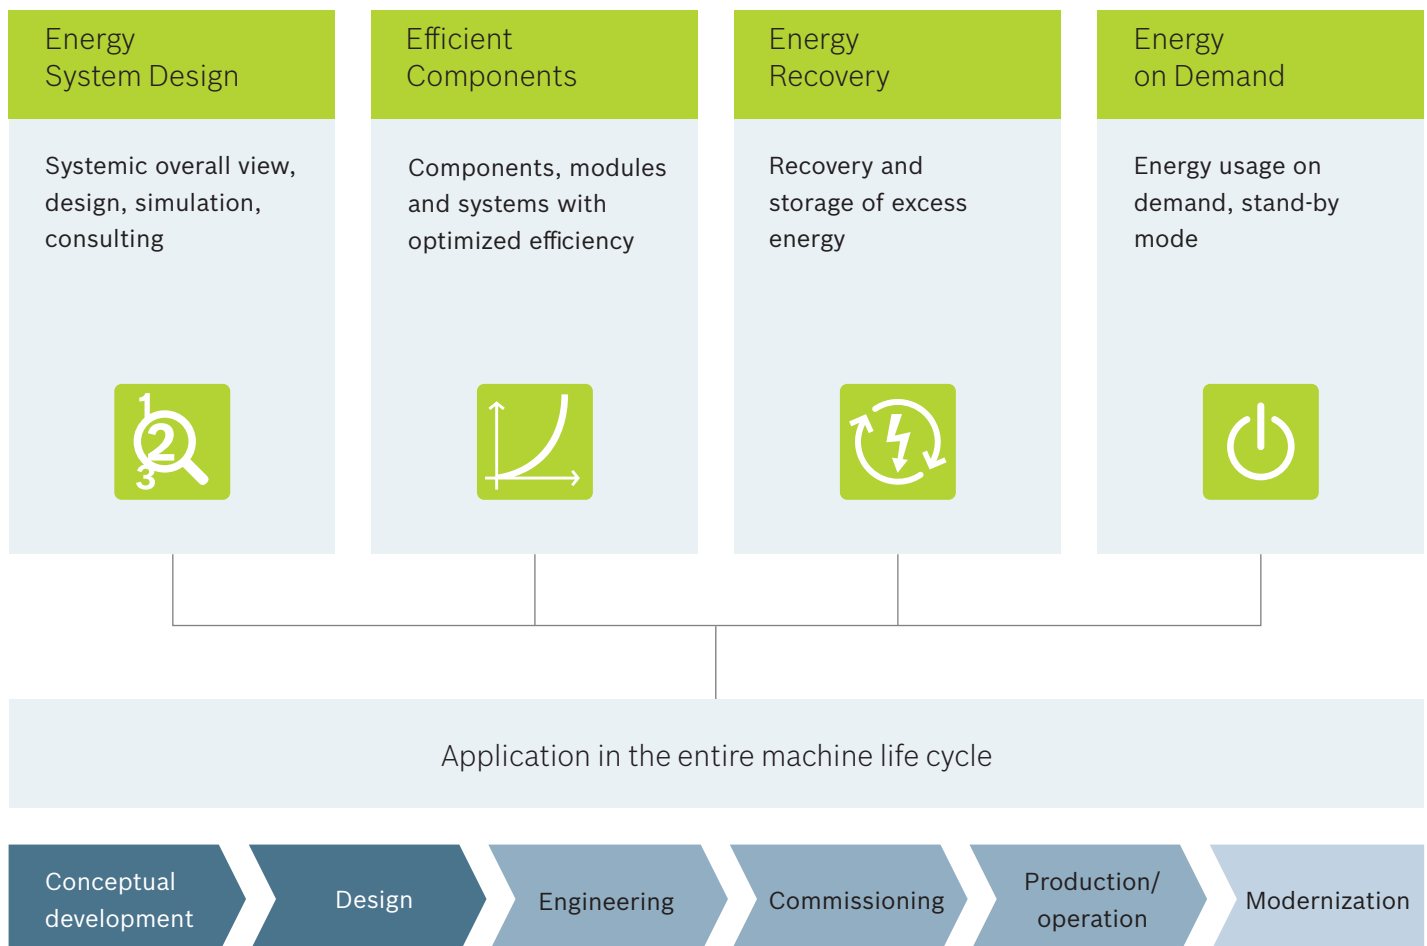 Energy
System Design
Systemic overall view,
design, simulation,
consulting
1
2
3
Efficient
Components
Components, modules
and systems with
optimized efficiency
Energy
Recovery
Recovery and
storage of excess
energy
Energy
on Demand
Energy usage on
demand, stand-by
mode
Application in the entire machine life cycle
Conceptual
development
Design
Engineering
Commissioning
Production/
operation
Modernization